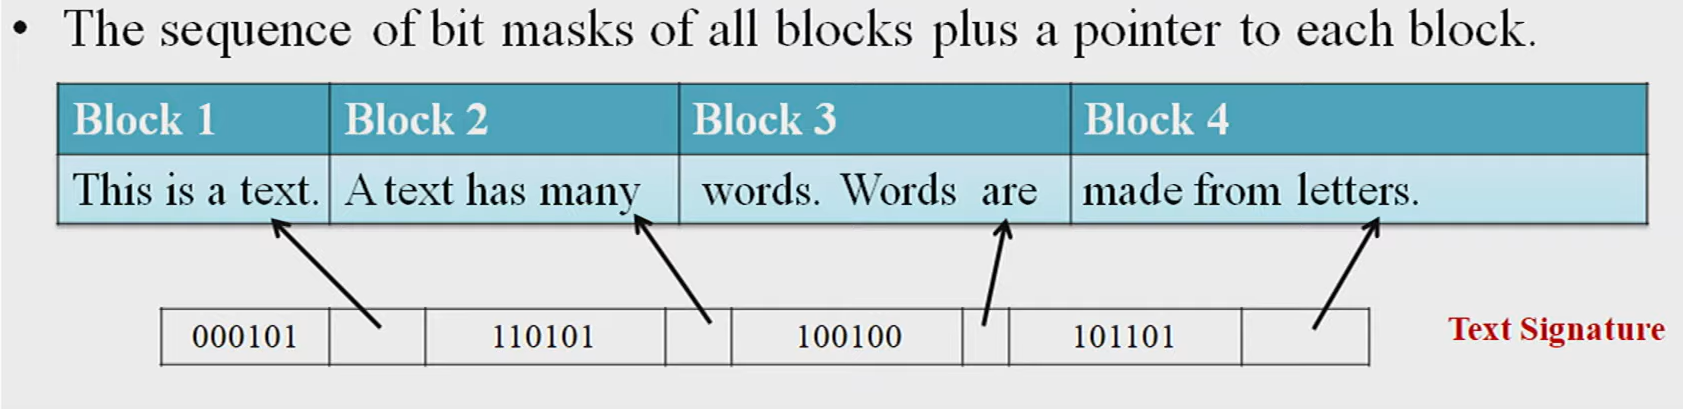 • The sequence of bit masks of all blocks plus a pointer to each block.
Block 1 Block 2 Block 3 Block 4
This is a text. A text has many words. Words are made from letters.
000101 110101 100100 101101 Text Signature